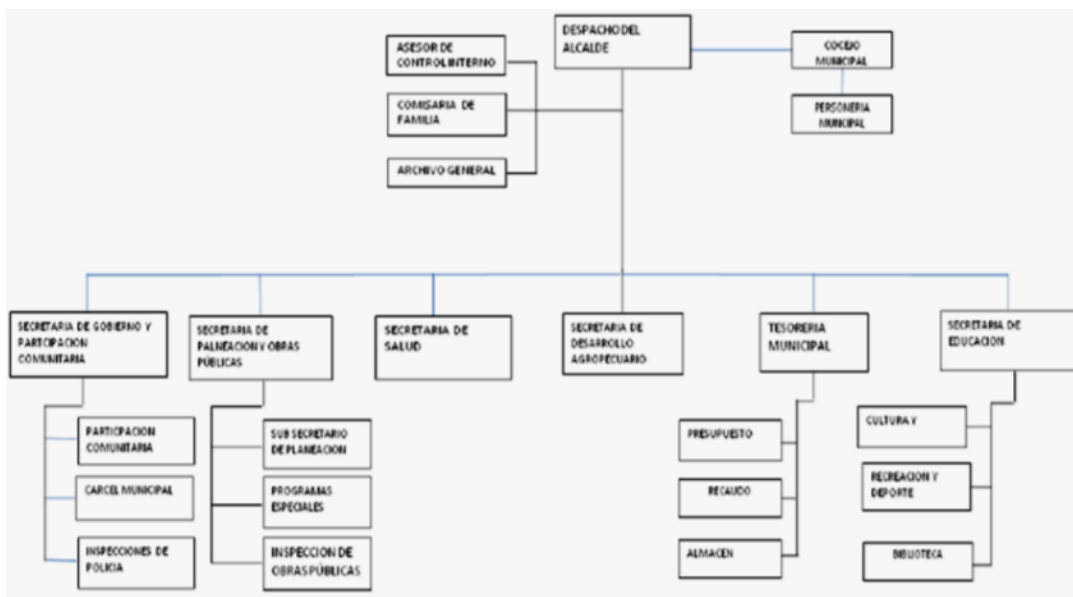 DESPACHO DEL
ALCALDE
ASESOR DE
CONTROL INTERNO
COMISARIA DE
FAMILIA
ARCHIVO GENERAL
COCEJO
MUNICIPAL
PERSONERIA
MUNICIPAL
SECRETARIA DE GOBIERNO Y
PARTCIPACION
COMUNITARIA
SECRETARIA DE
PALNEACION Y OBRAS
PÚBLICAS
SECRETARIA DE
SALUD
SECRETARIA DE
DESARROLLO
AGROPECUARIO
TESORERIA
MUNICIPAL
SECRETARIA DE
EDUCACION
PARTICIPACION
COMUNITARIA
CARCEL MUNICIPAL
INSPECCIONES DE
POLICIA
SUB SECRETARIO
DE PLANEACION
PROGRAMAS
ESPECIALES
INSPECCION DE
OBRAS PÚBLICAS
PRESUPUESTO
RECAUDO
ALMACEN
CULTURA Y
RECREACION Y
DEPORTE
BIBLIOTECA